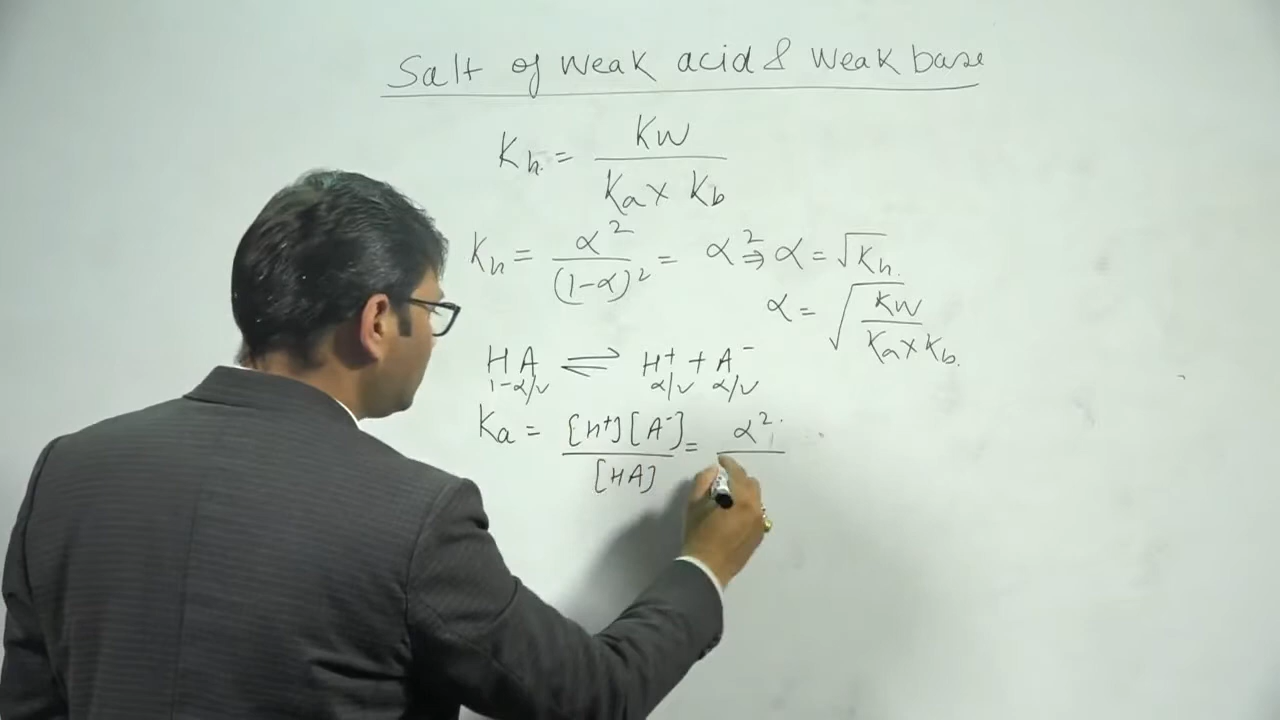 Salt of weak acid & weak base
Kh = Kw / Ka x Kb
Kh = α² / (1-α)² = α² ⇒ α = √Kh.
α = √(Kw / Ka x Kb.)
HA ⇌ H⁺ + A⁻
1-α/v α/v α/v
Ka = [H⁺][A⁻] / [HA] = α² /